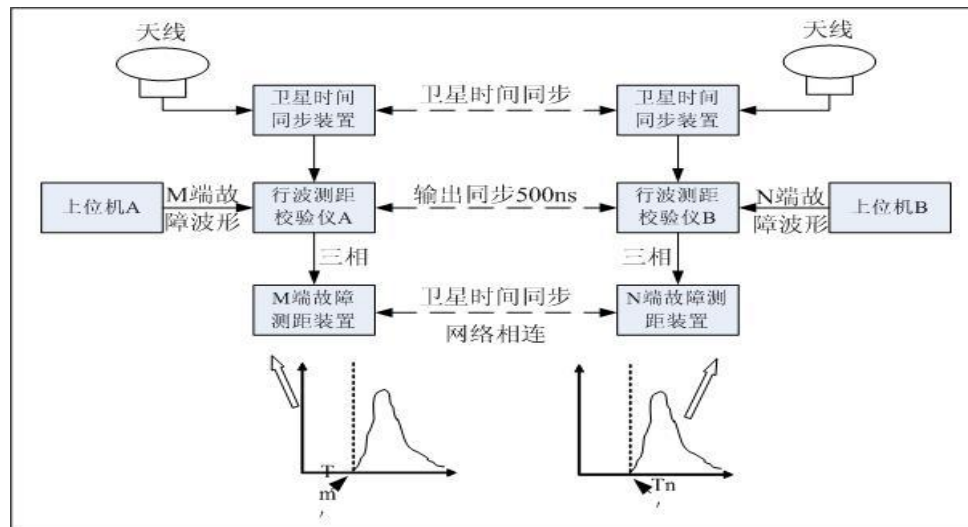 天线
天线
卫星时间
同步装置
卫星时间同步
卫星时间
同步装置
上位机A
M端故
障波形
行波测距
校验仪A
输出同步500ns
行波测距
校验仪B
N端故
障波形
上位机B
三相
三相
M端故障
测距装置
卫星时间同步
网络相连
N端故障测
距装置
T
m
,
Tn
,